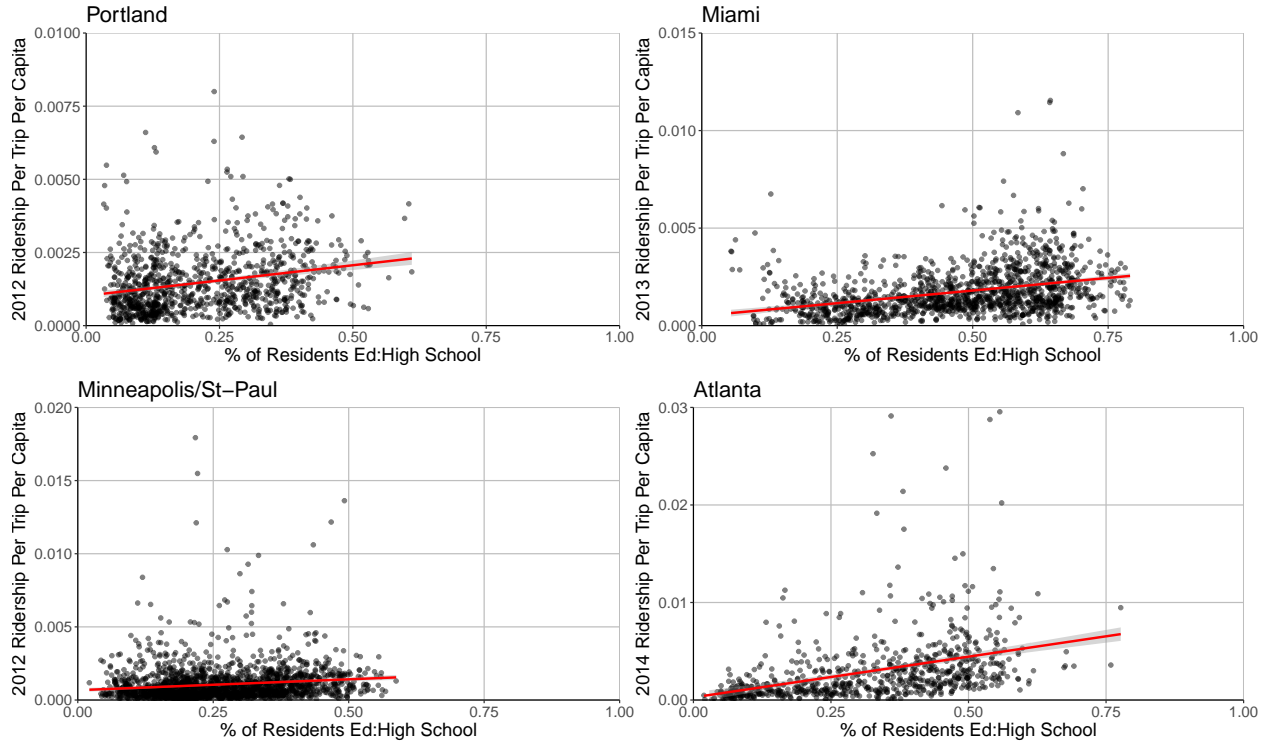 Portland
2012 Ridership Per Trip Per Capita
0.0100
0.0075
0.0050
0.0025
0.0000
0.00 0.25 0.50 0.75 1.00
% of Residents Ed:High School
Miami
2013 Ridership Per Trip Per Capita
0.015
0.010
0.005
0.000
0.00 0.25 0.50 0.75 1.00
% of Residents Ed:High School
Minneapolis/St−Paul
2012 Ridership Per Trip Per Capita
0.020
0.015
0.010
0.005
0.000
0.00 0.25 0.50 0.75 1.00
% of Residents Ed:High School
Atlanta
2014 Ridership Per Trip Per Capita
0.03
0.02
0.01
0.00
0.00 0.25 0.50 0.75 1.00
% of Residents Ed:High School